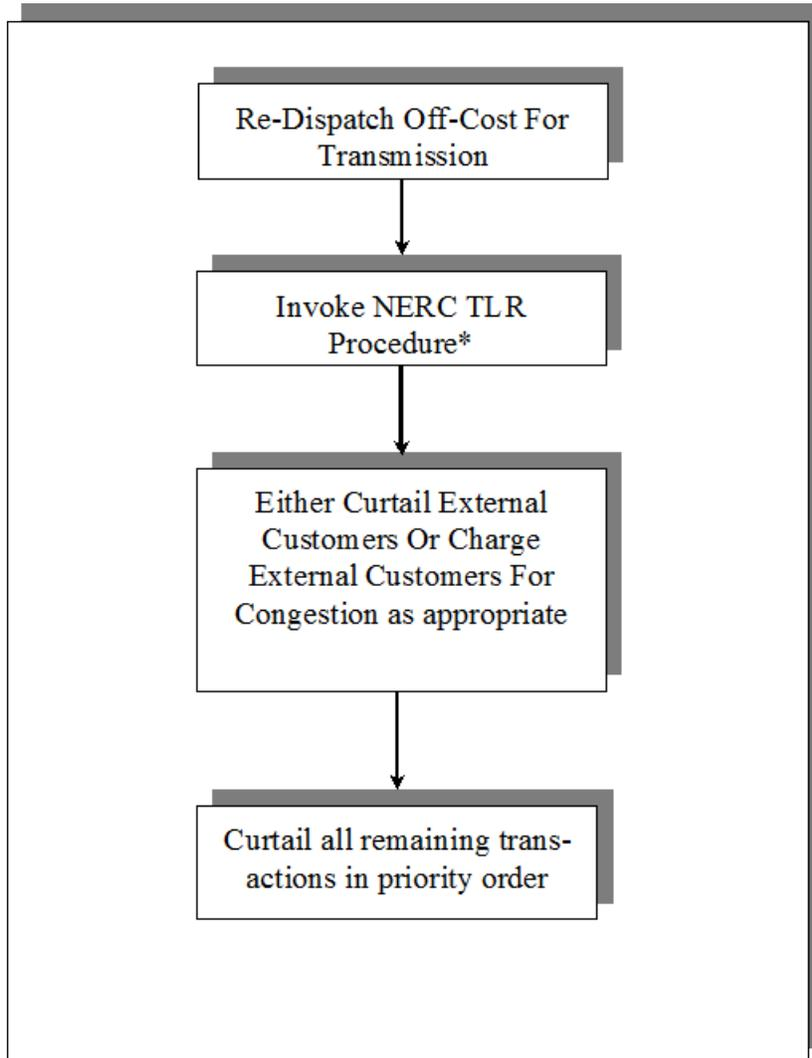 Re-Dispatch Off-Cost For
Transmission
Invoke NERC TLR
Procedure*
Either Curtail External
Customers Or Charge
External Customers For
Congestion as appropriate
Curtail all remaining trans-
actions in priority order